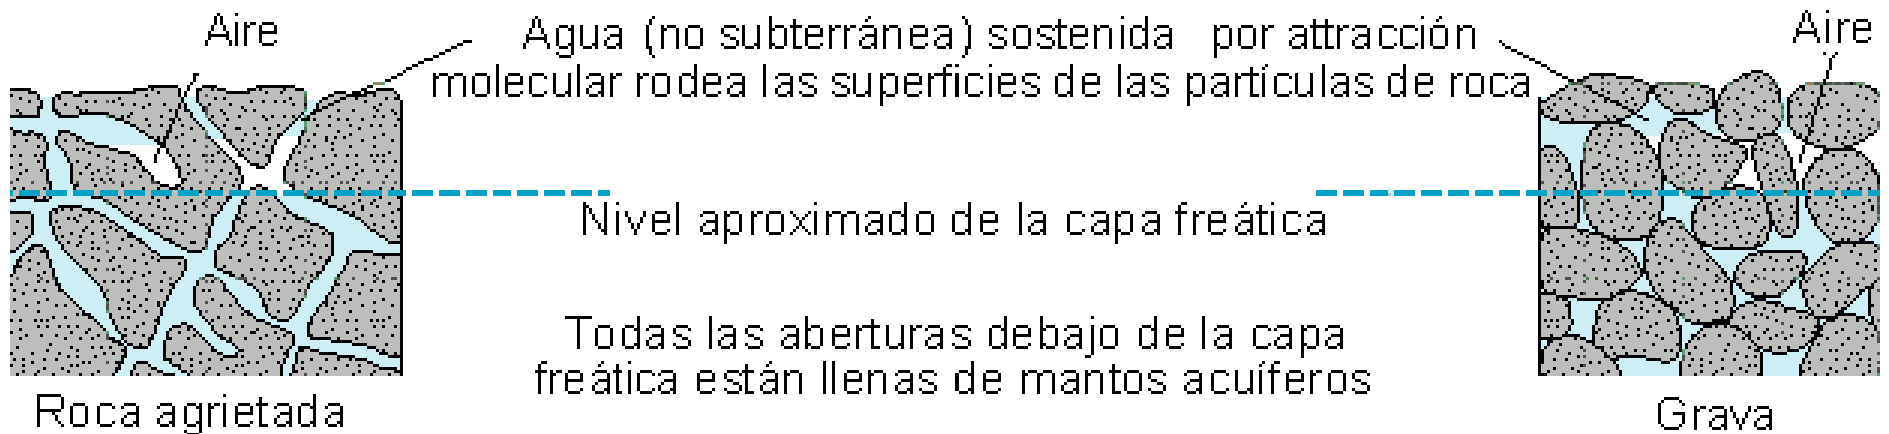 Aire
Agua (no subterránea) sostenida por attracción
molecular rodea las superficies de las partículas de roca
Aire
Nivel aproximado de la capa freática
Todas las aberturas debajo de la capa
freática están llenas de mantos acuíferos
Roca agrietada
Grava